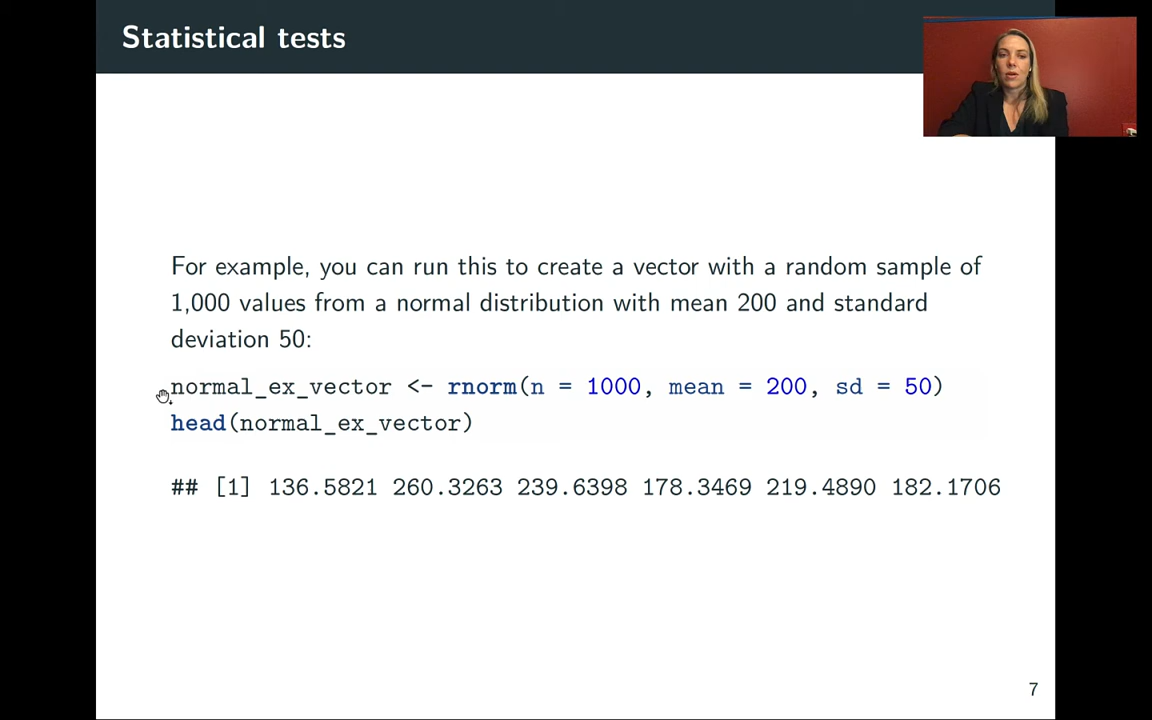 Statistical tests
For example, you can run this to create a vector with a random sample of
1,000 values from a normal distribution with mean 200 and standard
deviation 50:
normal_ex_vector <- rnorm(n = 1000, mean = 200, sd = 50)
head(normal_ex_vector)
## [1] 136.5821 260.3263 239.6398 178.3469 219.4890 182.1706
7